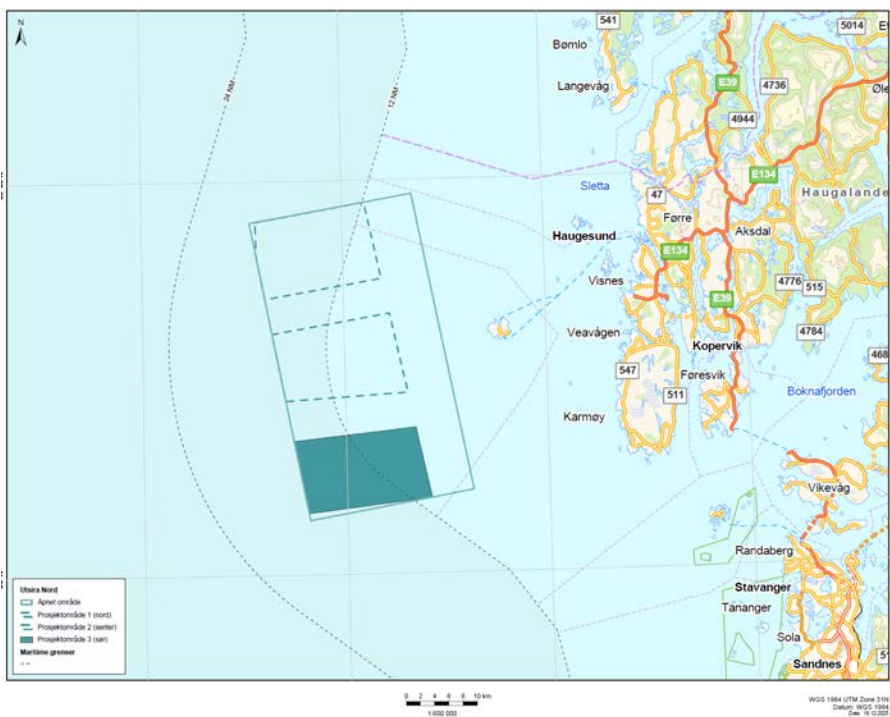 N
541
5014
Bømlo
Langevåg
E39
4736
4944
24 NM
12 NM
E134
Sletta
47
Haugalande
Førre
Haugesund
Aksdal
E134
Visnes
4776
515
E39
4784
Veavågen
Kopervik
468
547
Føresvik
511
Boknafjorden
Karmøy
Vikevåg
Randaberg
Stavanger
Tananger
Sola
Sandnes
Utsira Nord
Åpnet område
Prosjektområde 1 (nord)
Prosjektområde 2 (senter)
Prosjektområde 3 (sør)
Maritime grenser
0 2 4 6 8 10 km
1:600 000
WGS 1984 UTM Zone 31N
Datum: WGS 1984